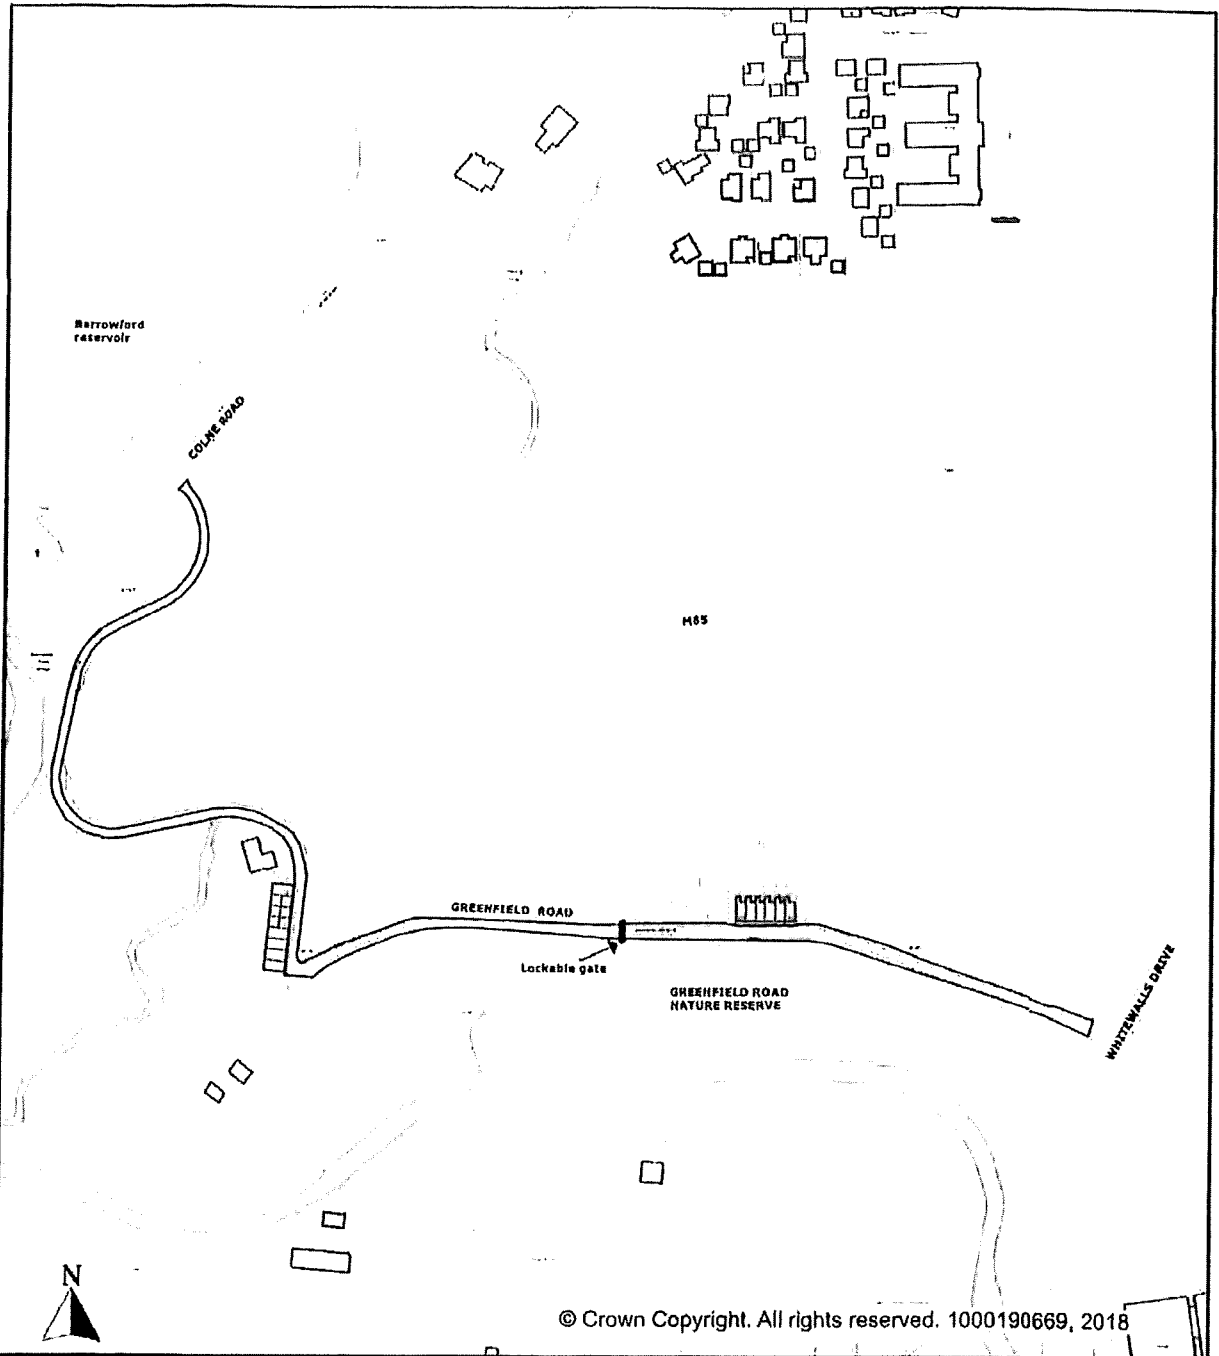 Barrowford
reservoir
COLNE ROAD
M65
GREENFIELD ROAD
Lockable gate
GREENFIELD ROAD
NATURE RESERVE
WHITEWALLS DRIVE
N
© Crown Copyright. All rights reserved. 1000190669, 2018